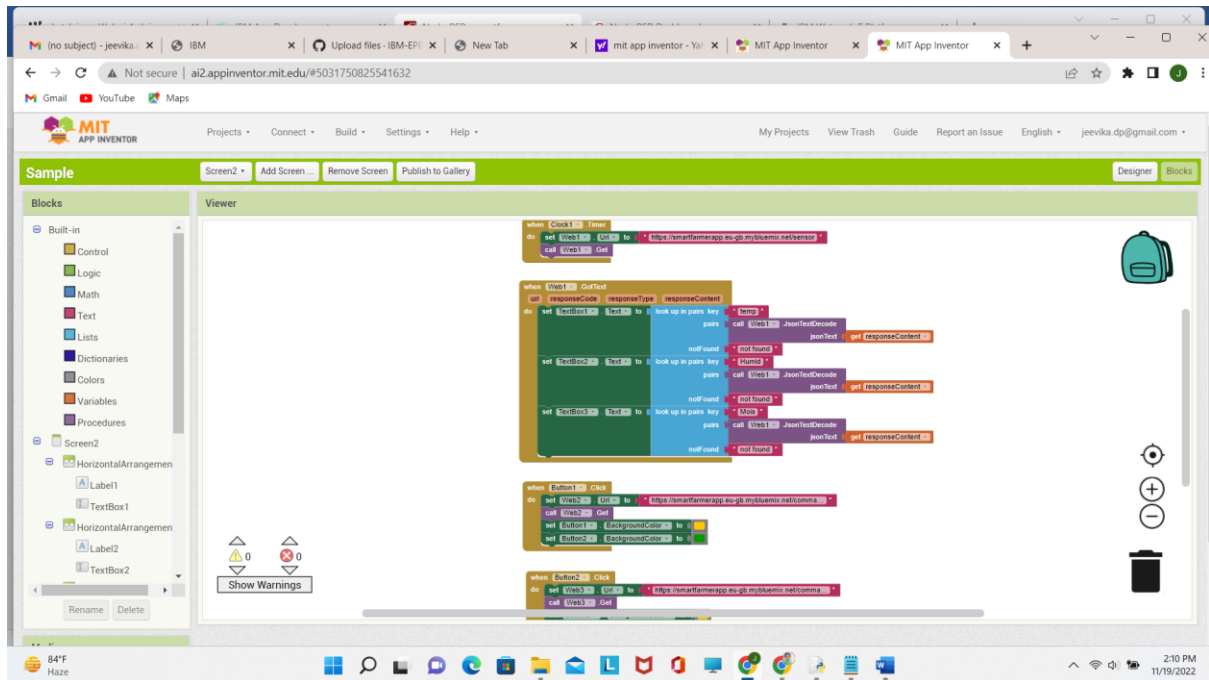 (no subject) - jeevika.
IBM
Upload files · IBM-EPB
New Tab
mit app inventor - Yah
MIT App Inventor
MIT App Inventor
Not secure | ai2.appinventor.mit.edu/#5031750825541632
Gmail YouTube Maps
MIT
APP INVENTOR
Projects Connect Build Settings Help
My Projects View Trash Guide Report an Issue English jeevika.dp@gmail.com
Sample
Screen2 Add Screen ... Remove Screen Publish to Gallery
Designer Blocks
Blocks
Viewer
Built-in
Control
Logic
Math
Text
Lists
Dictionaries
Colors
Variables
Procedures
Screen2
HorizontalArrangemen
Label1
TextBox1
HorizontalArrangemen
Label2
TextBox2
Rename Delete
when Clock1 .Timer
do set Web1 . Url to " https://smartfarmerapp.eu-gb.mybluemix.net/sensor "
call Web1 .Get
when Web1 .GotText
url responseCode responseType responseContent
do set TextBox1 . Text to look up in pairs key " temp "
pairs call Web1 .JsonTextDecode
jsonText get responseContent
notFound " not found "
set TextBox2 . Text to look up in pairs key " Humid "
pairs call Web1 .JsonTextDecode
jsonText get responseContent
notFound " not found "
set TextBox3 . Text to look up in pairs key " Mois "
pairs call Web1 .JsonTextDecode
jsonText get responseContent
notFound " not found "
when Button1 .Click
do set Web2 . Url to " https://smartfarmerapp.eu-gb.mybluemix.net/comma... "
call Web2 .Get
set Button1 . BackgroundColor to
set Button2 . BackgroundColor to
when Button2 .Click
do set Web3 . Url to " https://smartfarmerapp.eu-gb.mybluemix.net/comma... "
call Web3 .Get
0 0
Show Warnings
84°F
Haze
2:10 PM
11/19/2022